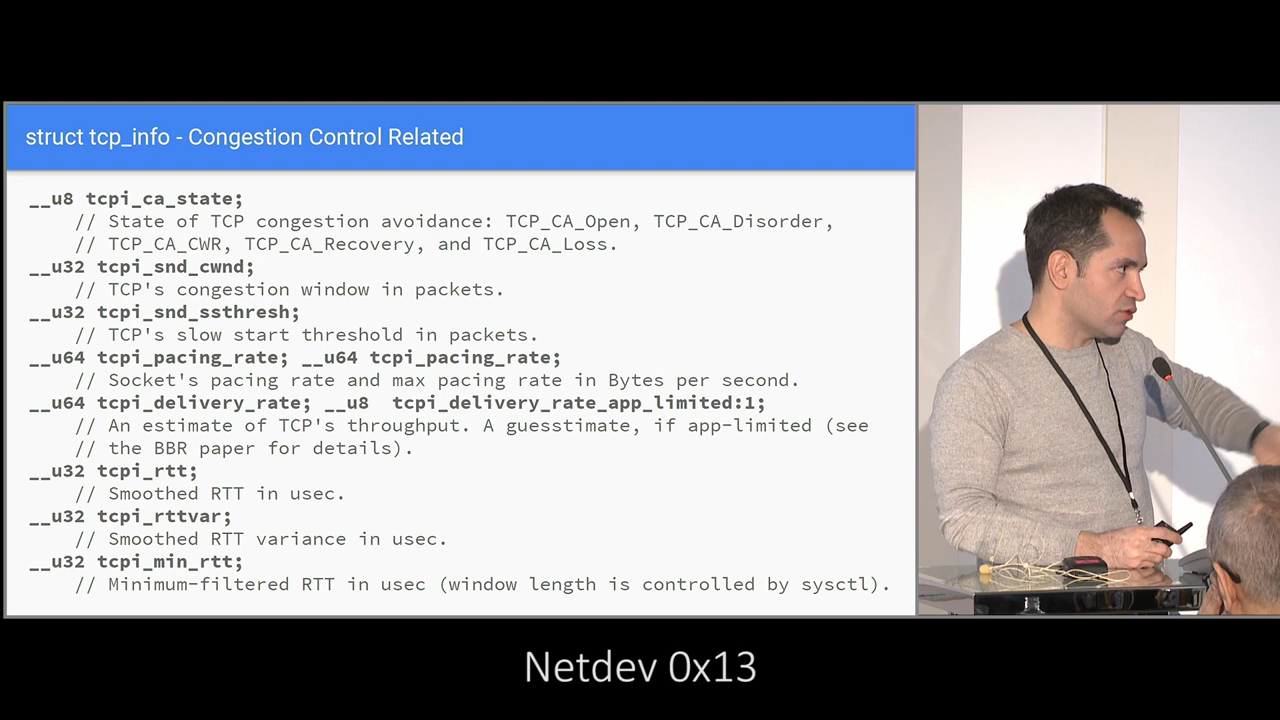 struct tcp_info - Congestion Control Related
__u8 tcpi_ca_state;
// State of TCP congestion avoidance: TCP_CA_Open, TCP_CA_Disorder,
// TCP_CA_CWR, TCP_CA_Recovery, and TCP_CA_Loss.
__u32 tcpi_snd_cwnd;
// TCP's congestion window in packets.
__u32 tcpi_snd_ssthresh;
// TCP's slow start threshold in packets.
__u64 tcpi_pacing_rate; __u64 tcpi_pacing_rate;
// Socket's pacing rate and max pacing rate in Bytes per second.
__u64 tcpi_delivery_rate; __u8  tcpi_delivery_rate_app_limited:1;
// An estimate of TCP's throughput. A guesstimate, if app-limited (see
// the BBR paper for details).
__u32 tcpi_rtt;
// Smoothed RTT in usec.
__u32 tcpi_rttvar;
// Smoothed RTT variance in usec.
__u32 tcpi_min_rtt;
// Minimum-filtered RTT in usec (window length is controlled by sysctl).
Netdev 0x13